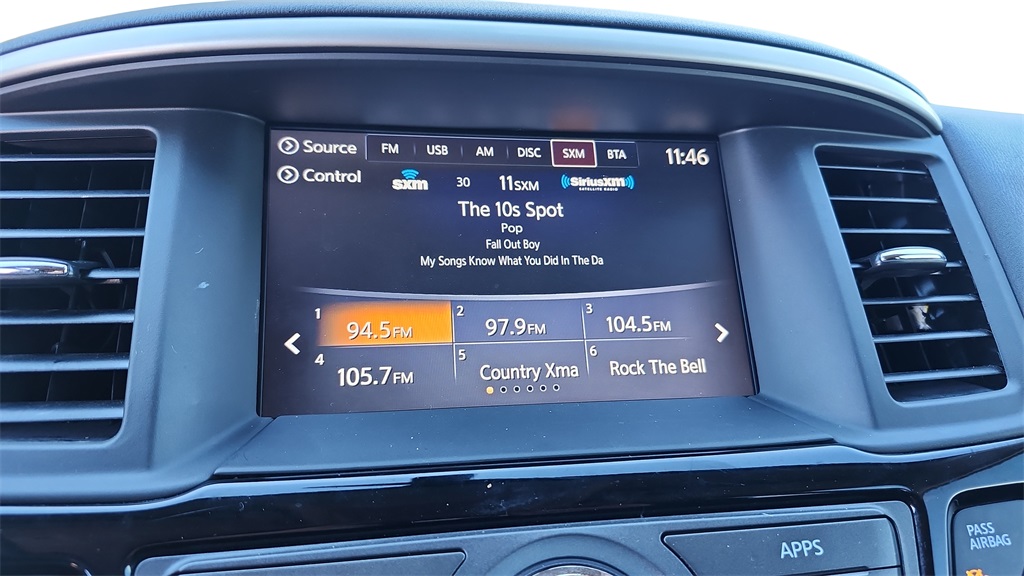 Source FM USB AM DISC SXM BTA 11:46
Control
sxm 30 11SXM ((SiriusXM))
SATELLITE RADIO
The 10s Spot
Pop
Fall Out Boy
My Songs Know What You Did In The Da
1 94.5FM 2 97.9FM 3 104.5FM
4 105.7FM 5 Country Xma 6 Rock The Bell
APPS
PASS
AIRBAG